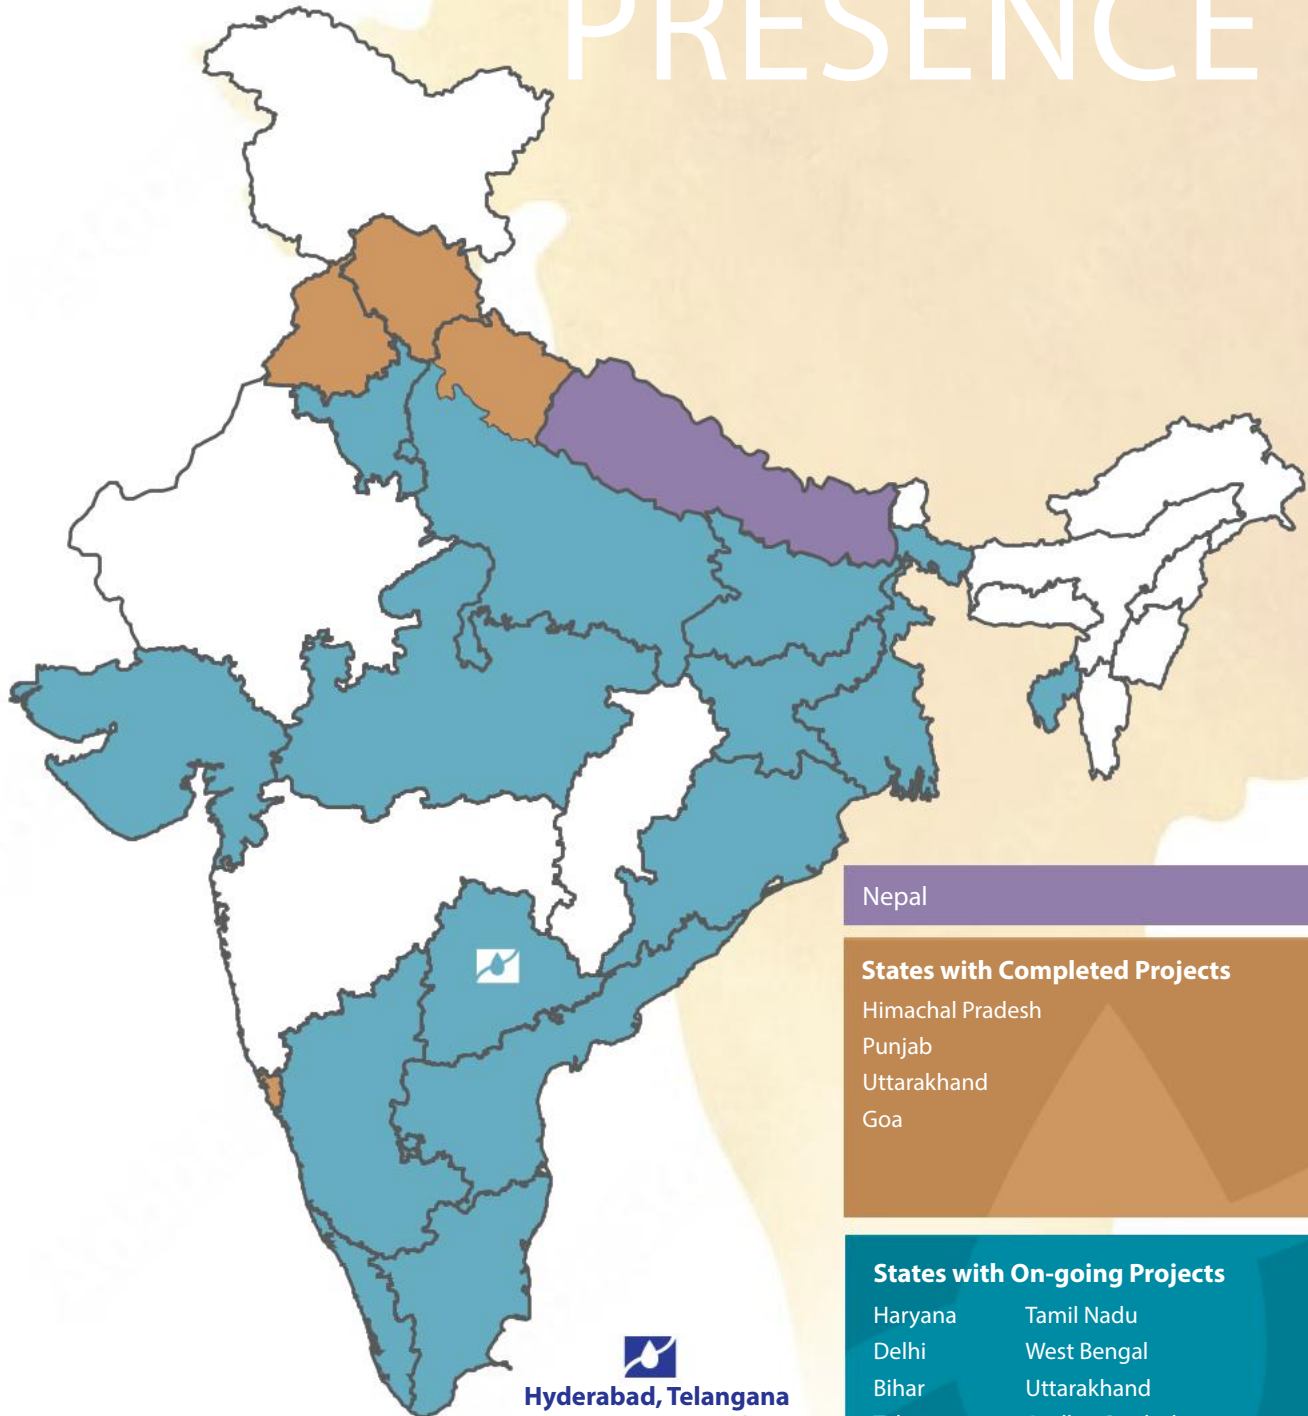 PRESENCE
Nepal
States with Completed Projects
Himachal Pradesh
Punjab
Uttarakhand
Goa
States with On-going Projects
Haryana Tamil Nadu
Delhi West Bengal
Bihar Uttarakhand
Hyderabad, Telangana